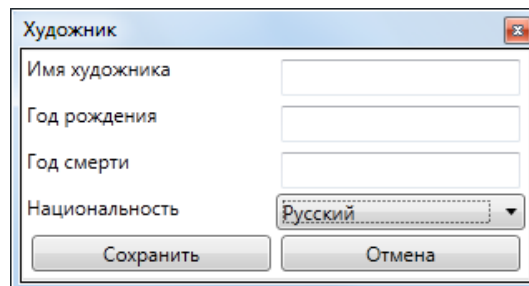 Художник
Имя художника
Год рождения
Год смерти
Национальность Русский
Сохранить Отмена